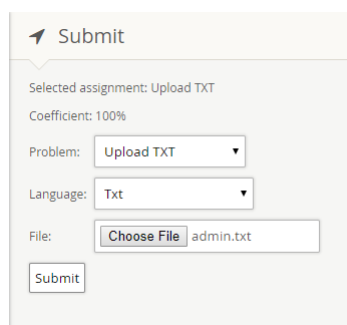 Submit
Selected assignment: Upload TXT
Coefficient: 100%
Problem: Upload TXT
Language: Txt
File: Choose File admin.txt
Submit